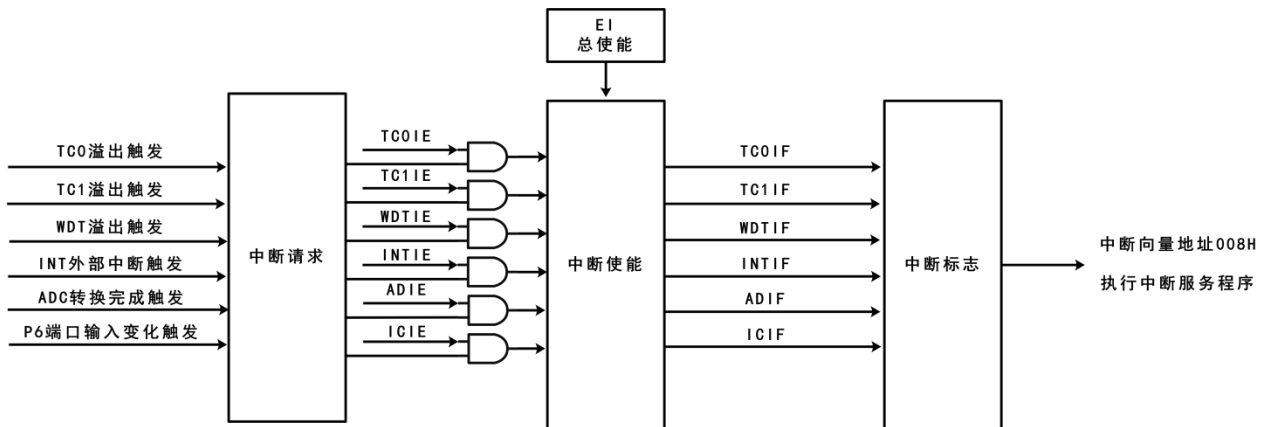 EI
总使能
TC0溢出触发
TC1溢出触发
WDT溢出触发
INT外部中断触发
ADC转换完成触发
P6端口输入变化触发
中断请求
TC0IE
TC1IE
WDTIE
INTIE
ADIE
ICIE
中断使能
TC0IF
TC1IF
WDTIF
INTIF
ADIF
ICIF
中断标志
中断向量地址008H
执行中断服务程序